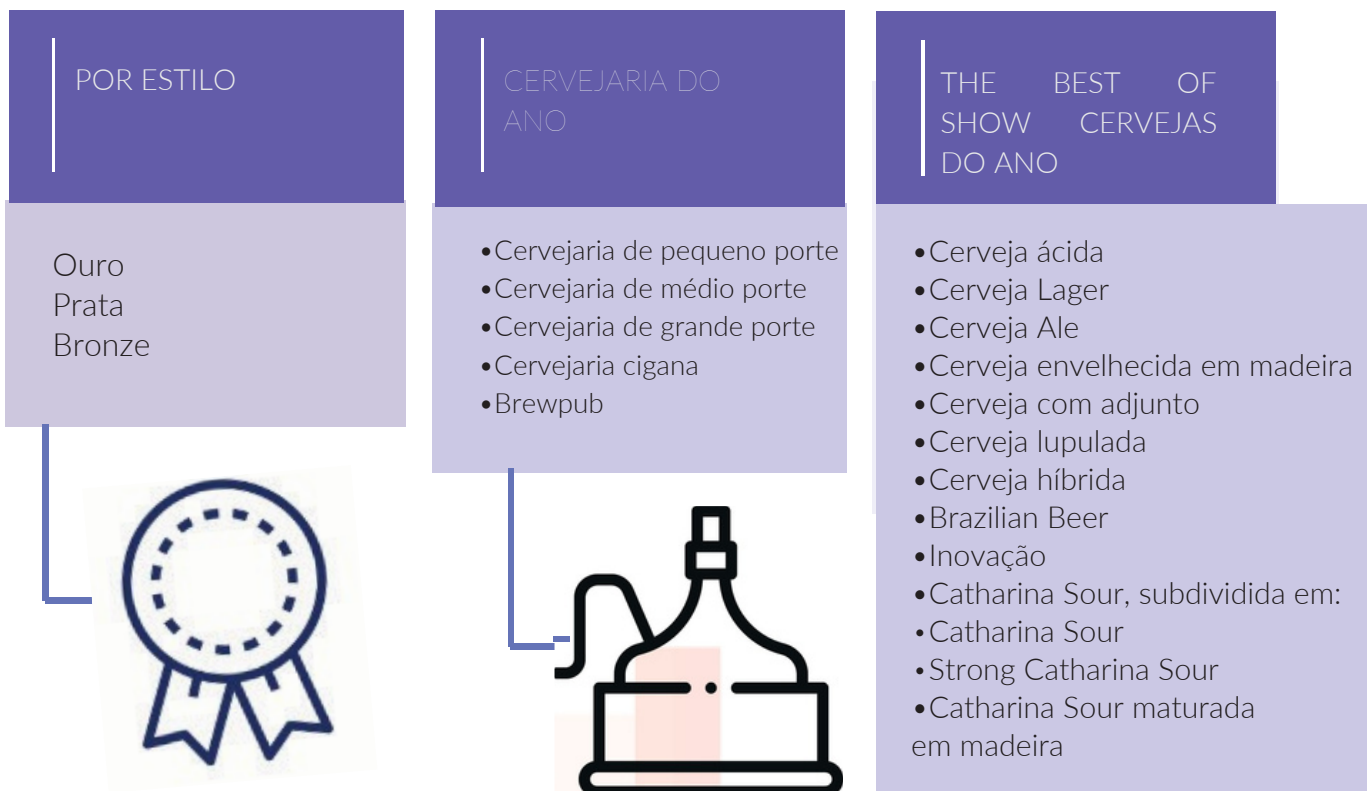 POR ESTILO
Ouro
Prata
Bronze
CERVEJARIA DO
ANO
•Cervejaria de pequeno porte
•Cervejaria de médio porte
•Cervejaria de grande porte
•Cervejaria cigana
•Brewpub
THE BEST OF
SHOW CERVEJAS
DO ANO
•Cerveja ácida
•Cerveja Lager
•Cerveja Ale
•Cerveja envelhecida em madeira
•Cerveja com adjunto
•Cerveja lupulada
•Cerveja híbrida
•Brazilian Beer
•Inovação
•Catharina Sour, subdividida em:
•Catharina Sour
•Strong Catharina Sour
•Catharina Sour maturada
em madeira